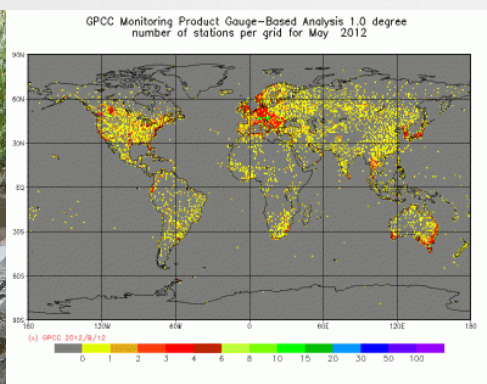 GPCC Monitoring Product Gauge-Based Analysis 1.0 degree
number of stations per grid for May 2012
90N
60N
30N
EQ
30S
60S
90S
180 120W 60W 0 60E 120E 180
(c) GPCC 2012/8/12
0 1 2 3 4 6 8 10 15 20 30 50 100